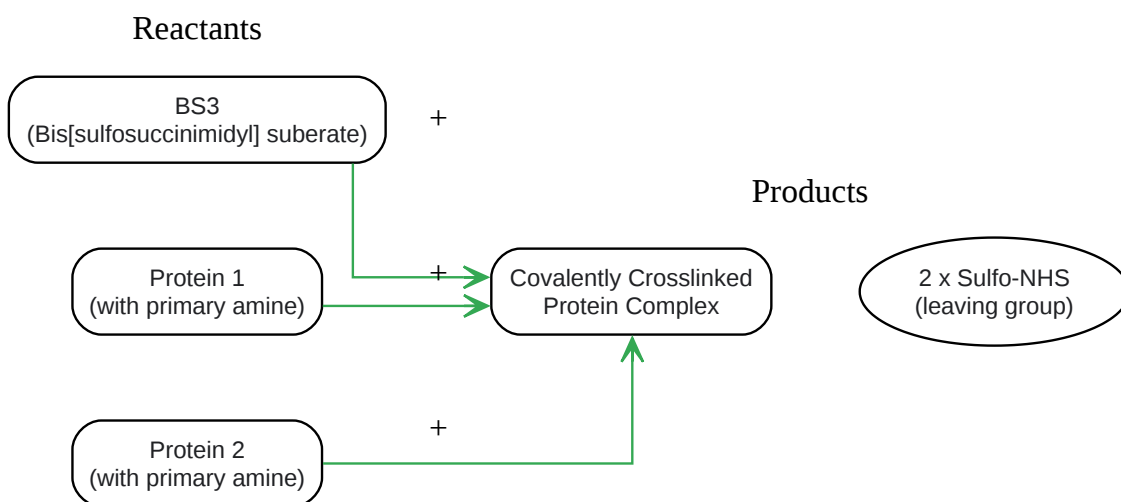 Reactants
BS3
(Bis[sulfosuccinimidyl] suberate)
+
Products
Protein 1
(with primary amine)
+
Covalently Crosslinked
Protein Complex
2 x Sulfo-NHS
(leaving group)
+
Protein 2
(with primary amine)